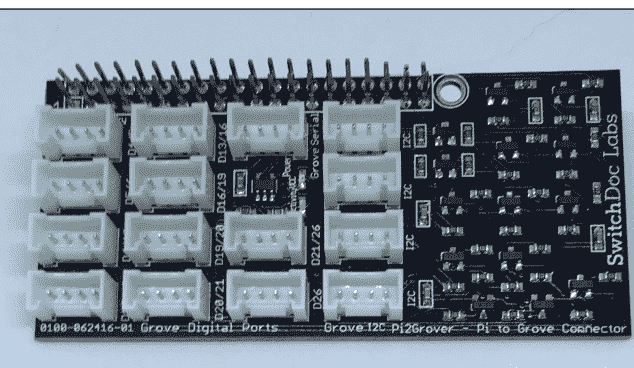 D13/16
Grove Serial
I2C
D16/19
I2C
D19/20
D21/26
I2C
D20/21
D26
I2C
SwitchDoc Labs
0100-062416-01 Grove Digital Ports
Grove I2C Pi2Grover - Pi to Grove Connector